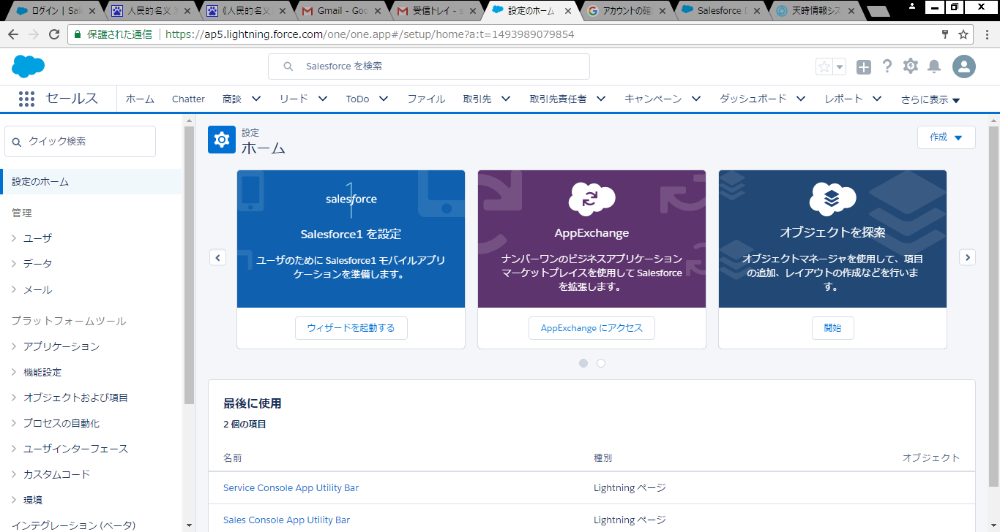 ログイン | Sal
人民的名义
《人民的名义
Gmail - Goo
受信トレイ - s
設定のホーム
アカウントの確
Salesforce
天時情報シス
保護された通信
https://ap5.lightning.force.com/one/one.app#/setup/home?a:t=1493989079854
Salesforce を検索
セールス
ホーム
Chatter
商談
リード
ToDo
ファイル
取引先
取引先責任者
キャンペーン
ダッシュボード
レポート
さらに表示
クイック検索
設定のホーム
管理
ユーザ
データ
メール
プラットフォームツール
アプリケーション
機能設定
オブジェクトおよび項目
プロセスの自動化
ユーザインターフェース
カスタムコード
環境
インテグレーション (ベータ)
設定
ホーム
作成
salesforce
1
Salesforce1 を設定
ユーザのために Salesforce1 モバイルアプリ
ケーションを準備します。
ウィザードを起動する
AppExchange
ナンバーワンのビジネスアプリケーション
マーケットプレイスを使用して Salesforce
を拡張します。
AppExchange にアクセス
オブジェクトを探索
オブジェクトマネージャを使用して、項目
の追加、レイアウトの作成などを行いま
す。
開始
最後に使用
2 個の項目
名前
種別
オブジェクト
Service Console App Utility Bar
Lightning ページ
Sales Console App Utility Bar
Lightning ページ